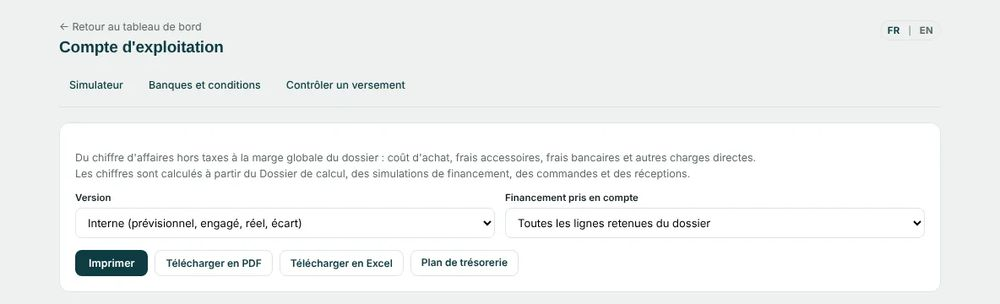 ← Retour au tableau de bord
FR | EN
Compte d'exploitation
Simulateur Banques et conditions Contrôler un versement
Du chiffre d'affaires hors taxes à la marge globale du dossier : coût d'achat, frais accessoires, frais bancaires et autres charges directes.
Les chiffres sont calculés à partir du Dossier de calcul, des simulations de financement, des commandes et des réceptions.
Version Financement pris en compte
Interne (prévisionnel, engagé, réel, écart) Toutes les lignes retenues du dossier
Imprimer Télécharger en PDF Télécharger en Excel Plan de trésorerie